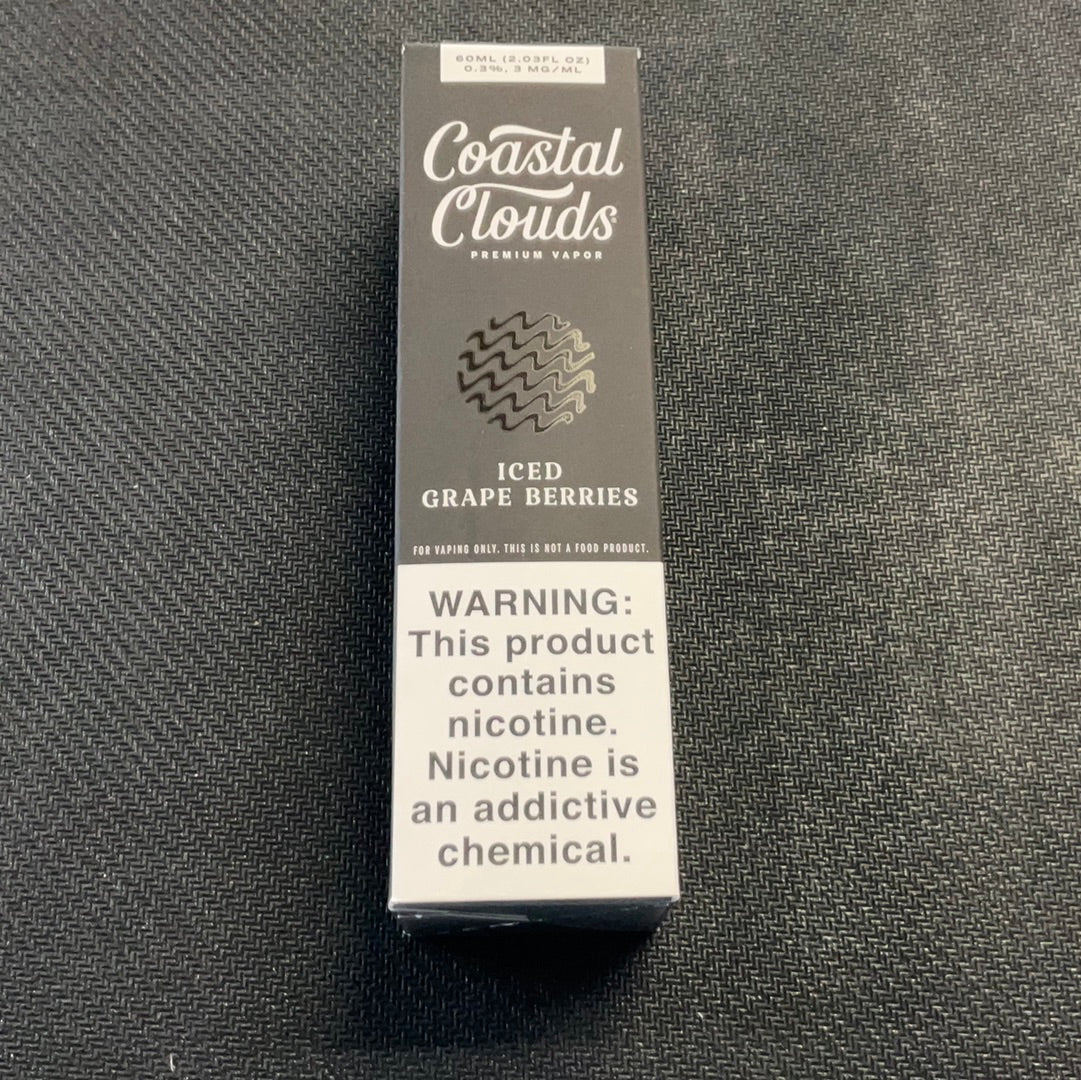 60ML (2.03FL OZ)
0.3%, 3 MG/ML
Coastal
Clouds®
PREMIUM VAPOR
ICED
GRAPE BERRIES
FOR VAPING ONLY. THIS IS NOT A FOOD PRODUCT.
WARNING:
This product
contains
nicotine.
Nicotine is
an addictive
chemical.